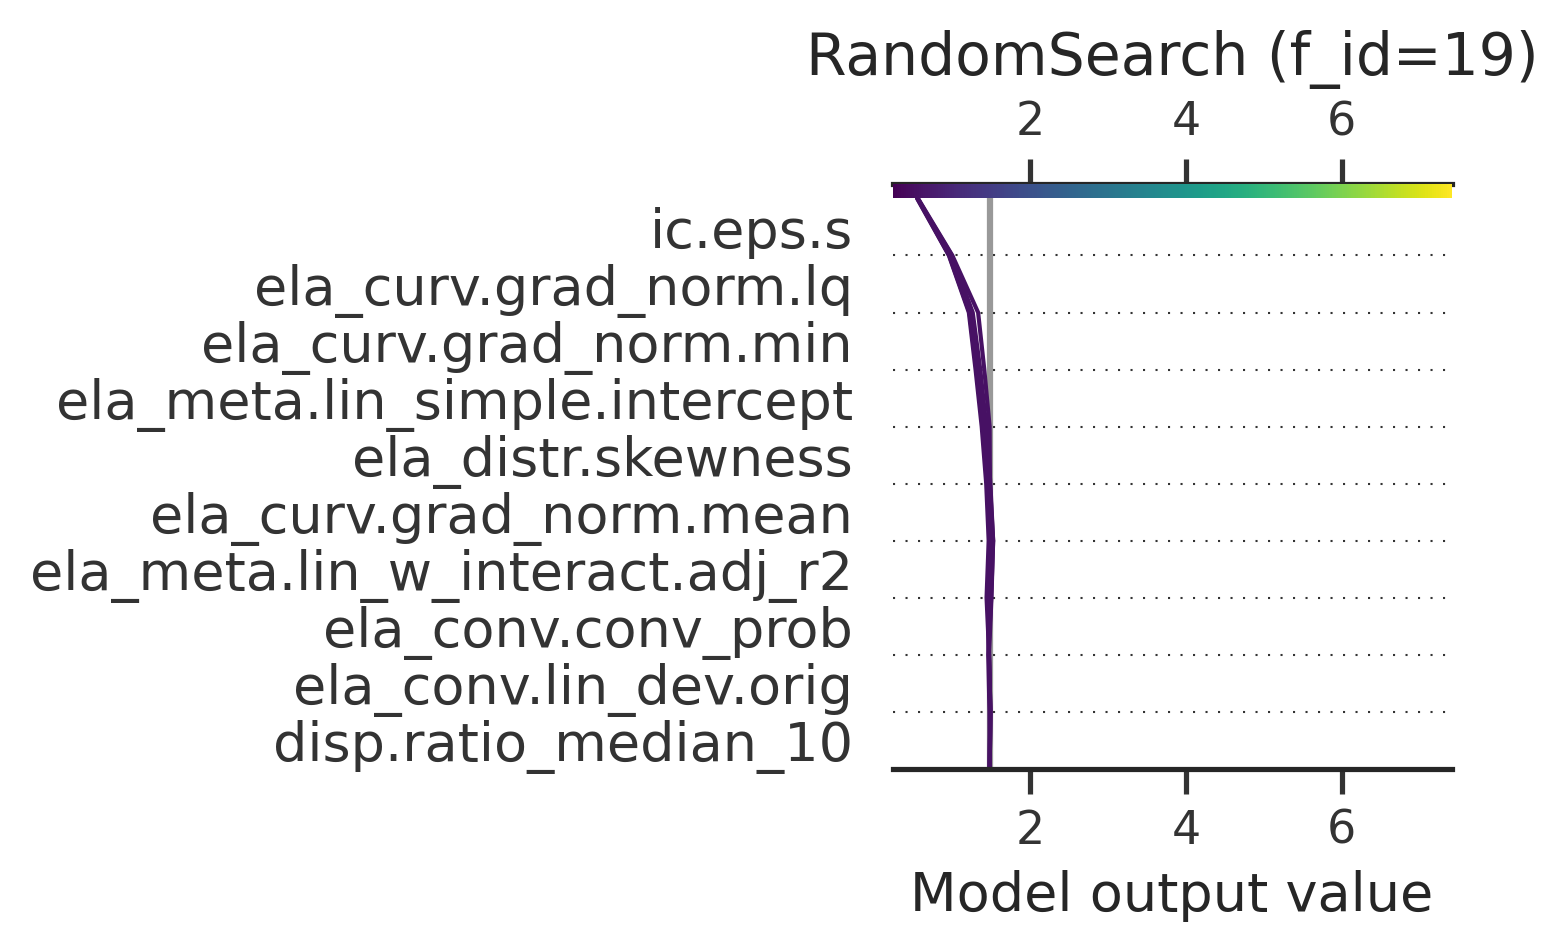 RandomSearch (f_id=19)
2 4 6
ic.eps.s
ela_curv.grad_norm.lq
ela_curv.grad_norm.min
ela_meta.lin_simple.intercept
ela_distr.skewness
ela_curv.grad_norm.mean
ela_meta.lin_w_interact.adj_r2
ela_conv.conv_prob
ela_conv.lin_dev.orig
disp.ratio_median_10
2 4 6
Model output value